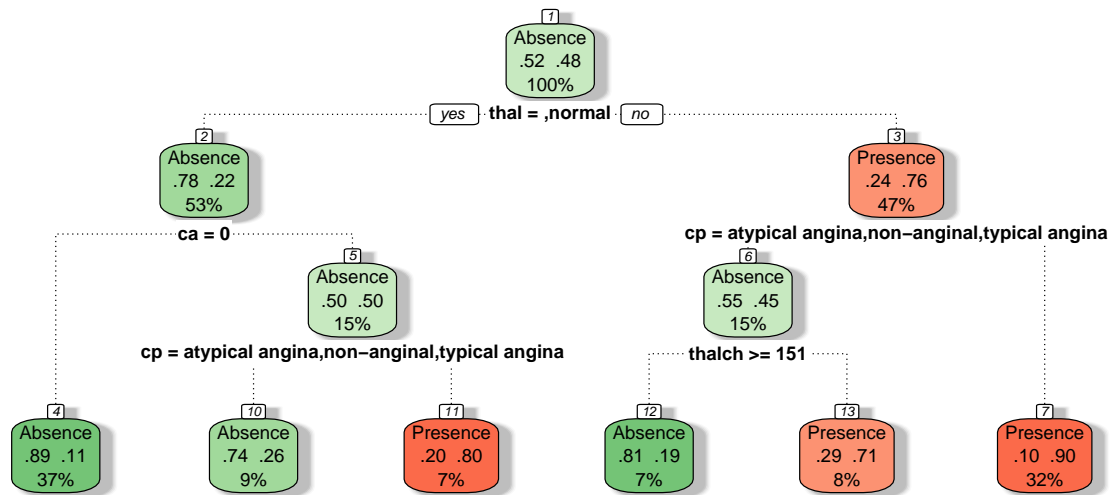 1
Absence
.52 .48
100%
yes thal = ,normal no
2
Absence
.78 .22
53%
3
Presence
.24 .76
47%
ca = 0
cp = atypical angina,non−anginal,typical angina
5
Absence
.50 .50
15%
6
Absence
.55 .45
15%
cp = atypical angina,non−anginal,typical angina
thalch >= 151
4
Absence
.89 .11
37%
10
Absence
.74 .26
9%
11
Presence
.20 .80
7%
12
Absence
.81 .19
7%
13
Presence
.29 .71
8%
7
Presence
.10 .90
32%